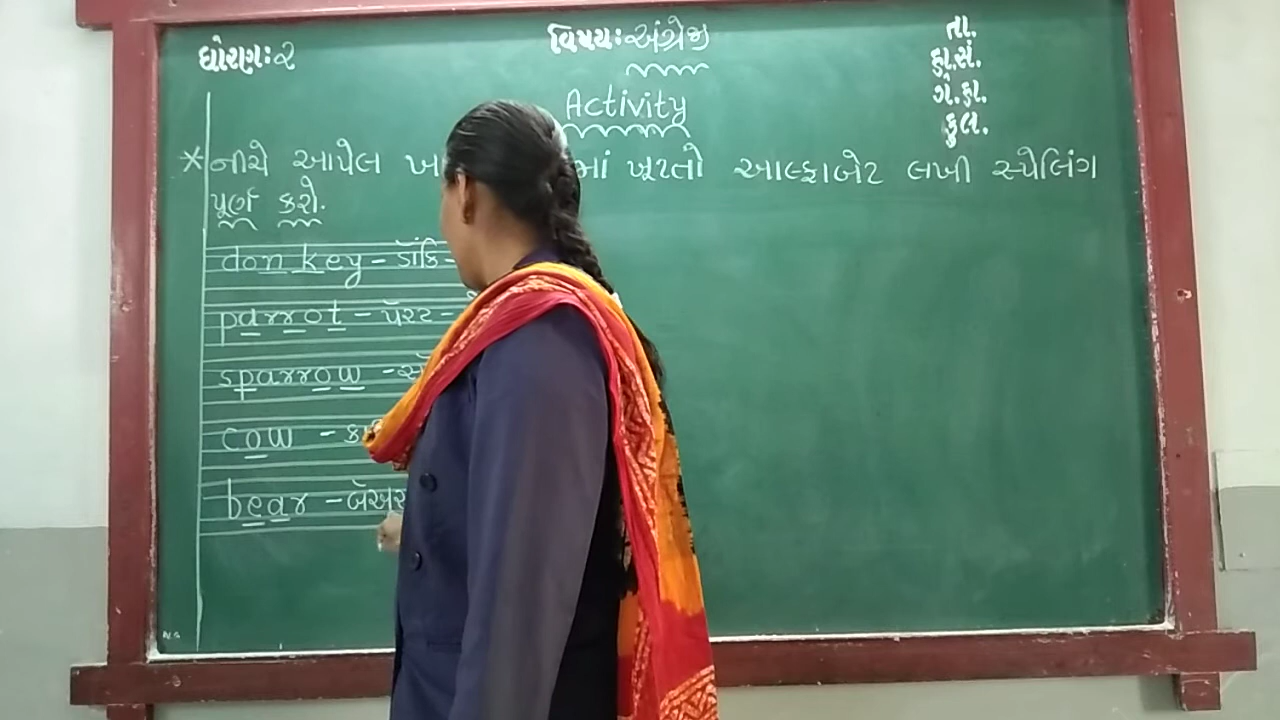 ધોરણઃ૨
વિષયઃઅંગ્રેજી
તા.
હા.સં.
ગે.હા.
કુલ.
Activity
* નીચે આપેલ માં ખૂટતો આલ્ફાબેટ લખી સ્પેલિંગ
પૂર્ણ કરો.
donkey - ડૉંકિ -
parrot - પૅરટ -
sparrow -
cow -
bear - બૅઅર